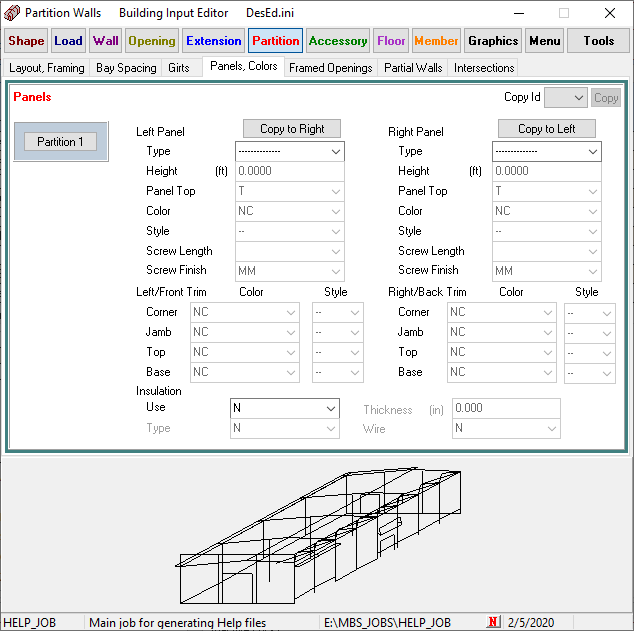 Partition Walls Building Input Editor DesEd.ini
Shape Load Wall Opening Extension Partition Accessory Floor Member Graphics Menu Tools
Layout, Framing Bay Spacing Girts Panels, Colors Framed Openings Partial Walls Intersections
Panels Copy Id Copy
Partition 1
Left Panel Copy to Right Right Panel Copy to Left
Type -------------- Type --------------
Height (ft) 0.0000 Height (ft) 0.0000
Panel Top T Panel Top T
Color NC Color NC
Style -- Style --
Screw Length Screw Length
Screw Finish MM Screw Finish MM
Left/Front Trim Color Style Right/Back Trim Color Style
Corner NC -- Corner NC --
Jamb NC -- Jamb NC --
Top NC -- Top NC --
Base NC -- Base NC --
Insulation
Use N Thickness (in) 0.000
Type N Wire N
HELP_JOB Main job for generating Help files E:\MBS_JOBS\HELP_JOB N 2/5/2020